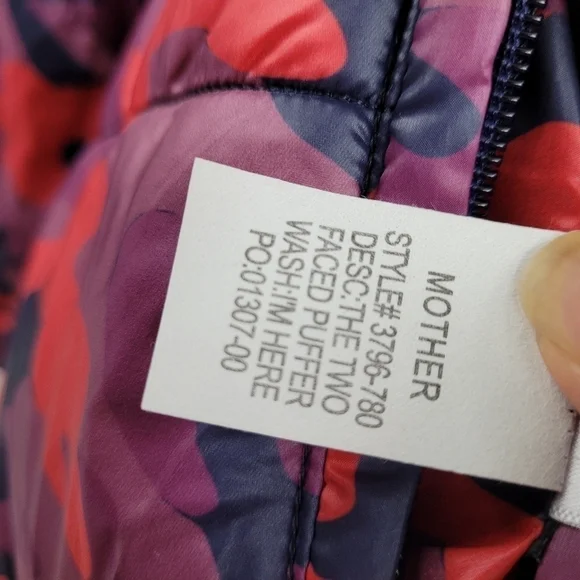 MOTHER
STYLE# 3796-780
DESC:THE TWO
FACED PUFFER
WASH:I'M HERE
PO:01307-00